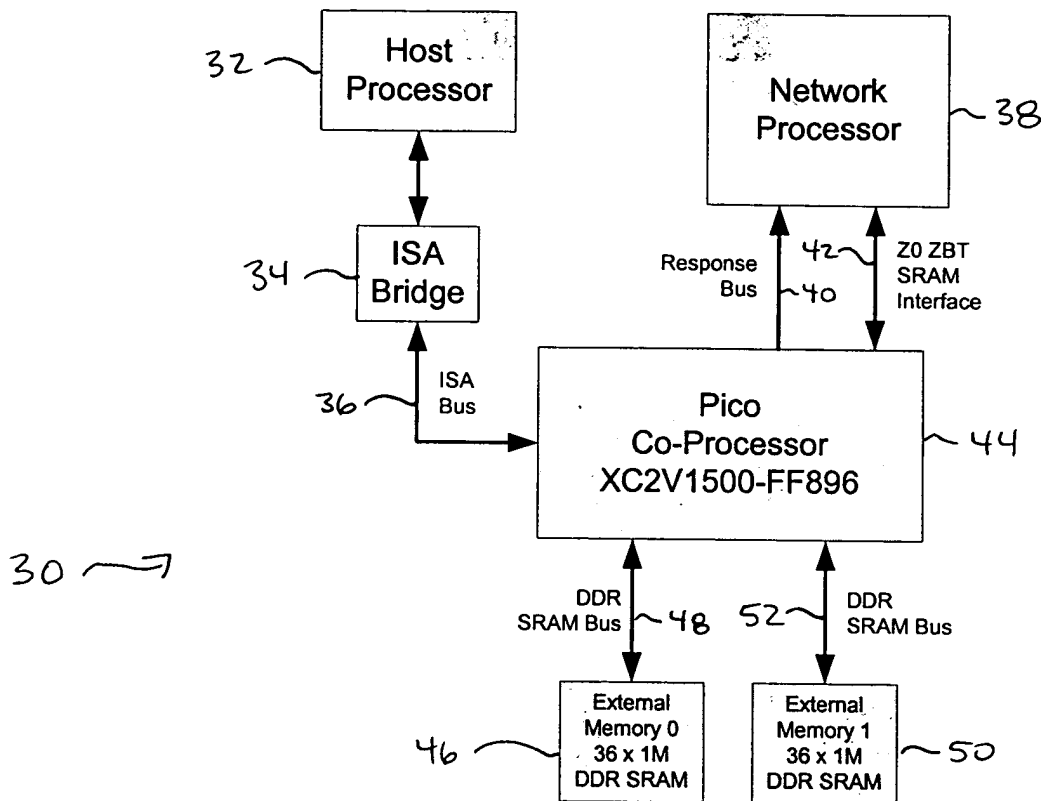 32
Host
Processor
Network
Processor
38
34
ISA
Bridge
Response
Bus
40
42
Z0 ZBT
SRAM
Interface
36
ISA
Bus
Pico
Co-Processor
XC2V1500-FF896
44
30
DDR
SRAM Bus
48
52
DDR
SRAM Bus
46
External
Memory 0
36 x 1M
DDR SRAM
External
Memory 1
36 x 1M
DDR SRAM
50